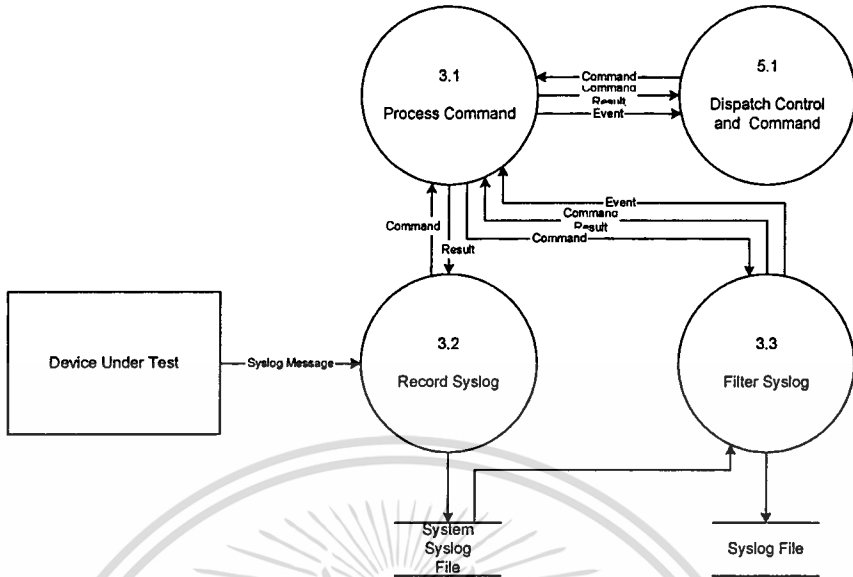 3.1
Process Command
5.1
Dispatch Control
and Command
Command
Command
Result
Event
Event
Command
Result
Command
Command
Result
Device Under Test
Syslog Message
3.2
Record Syslog
3.3
Filter Syslog
System
Syslog
File
Syslog File